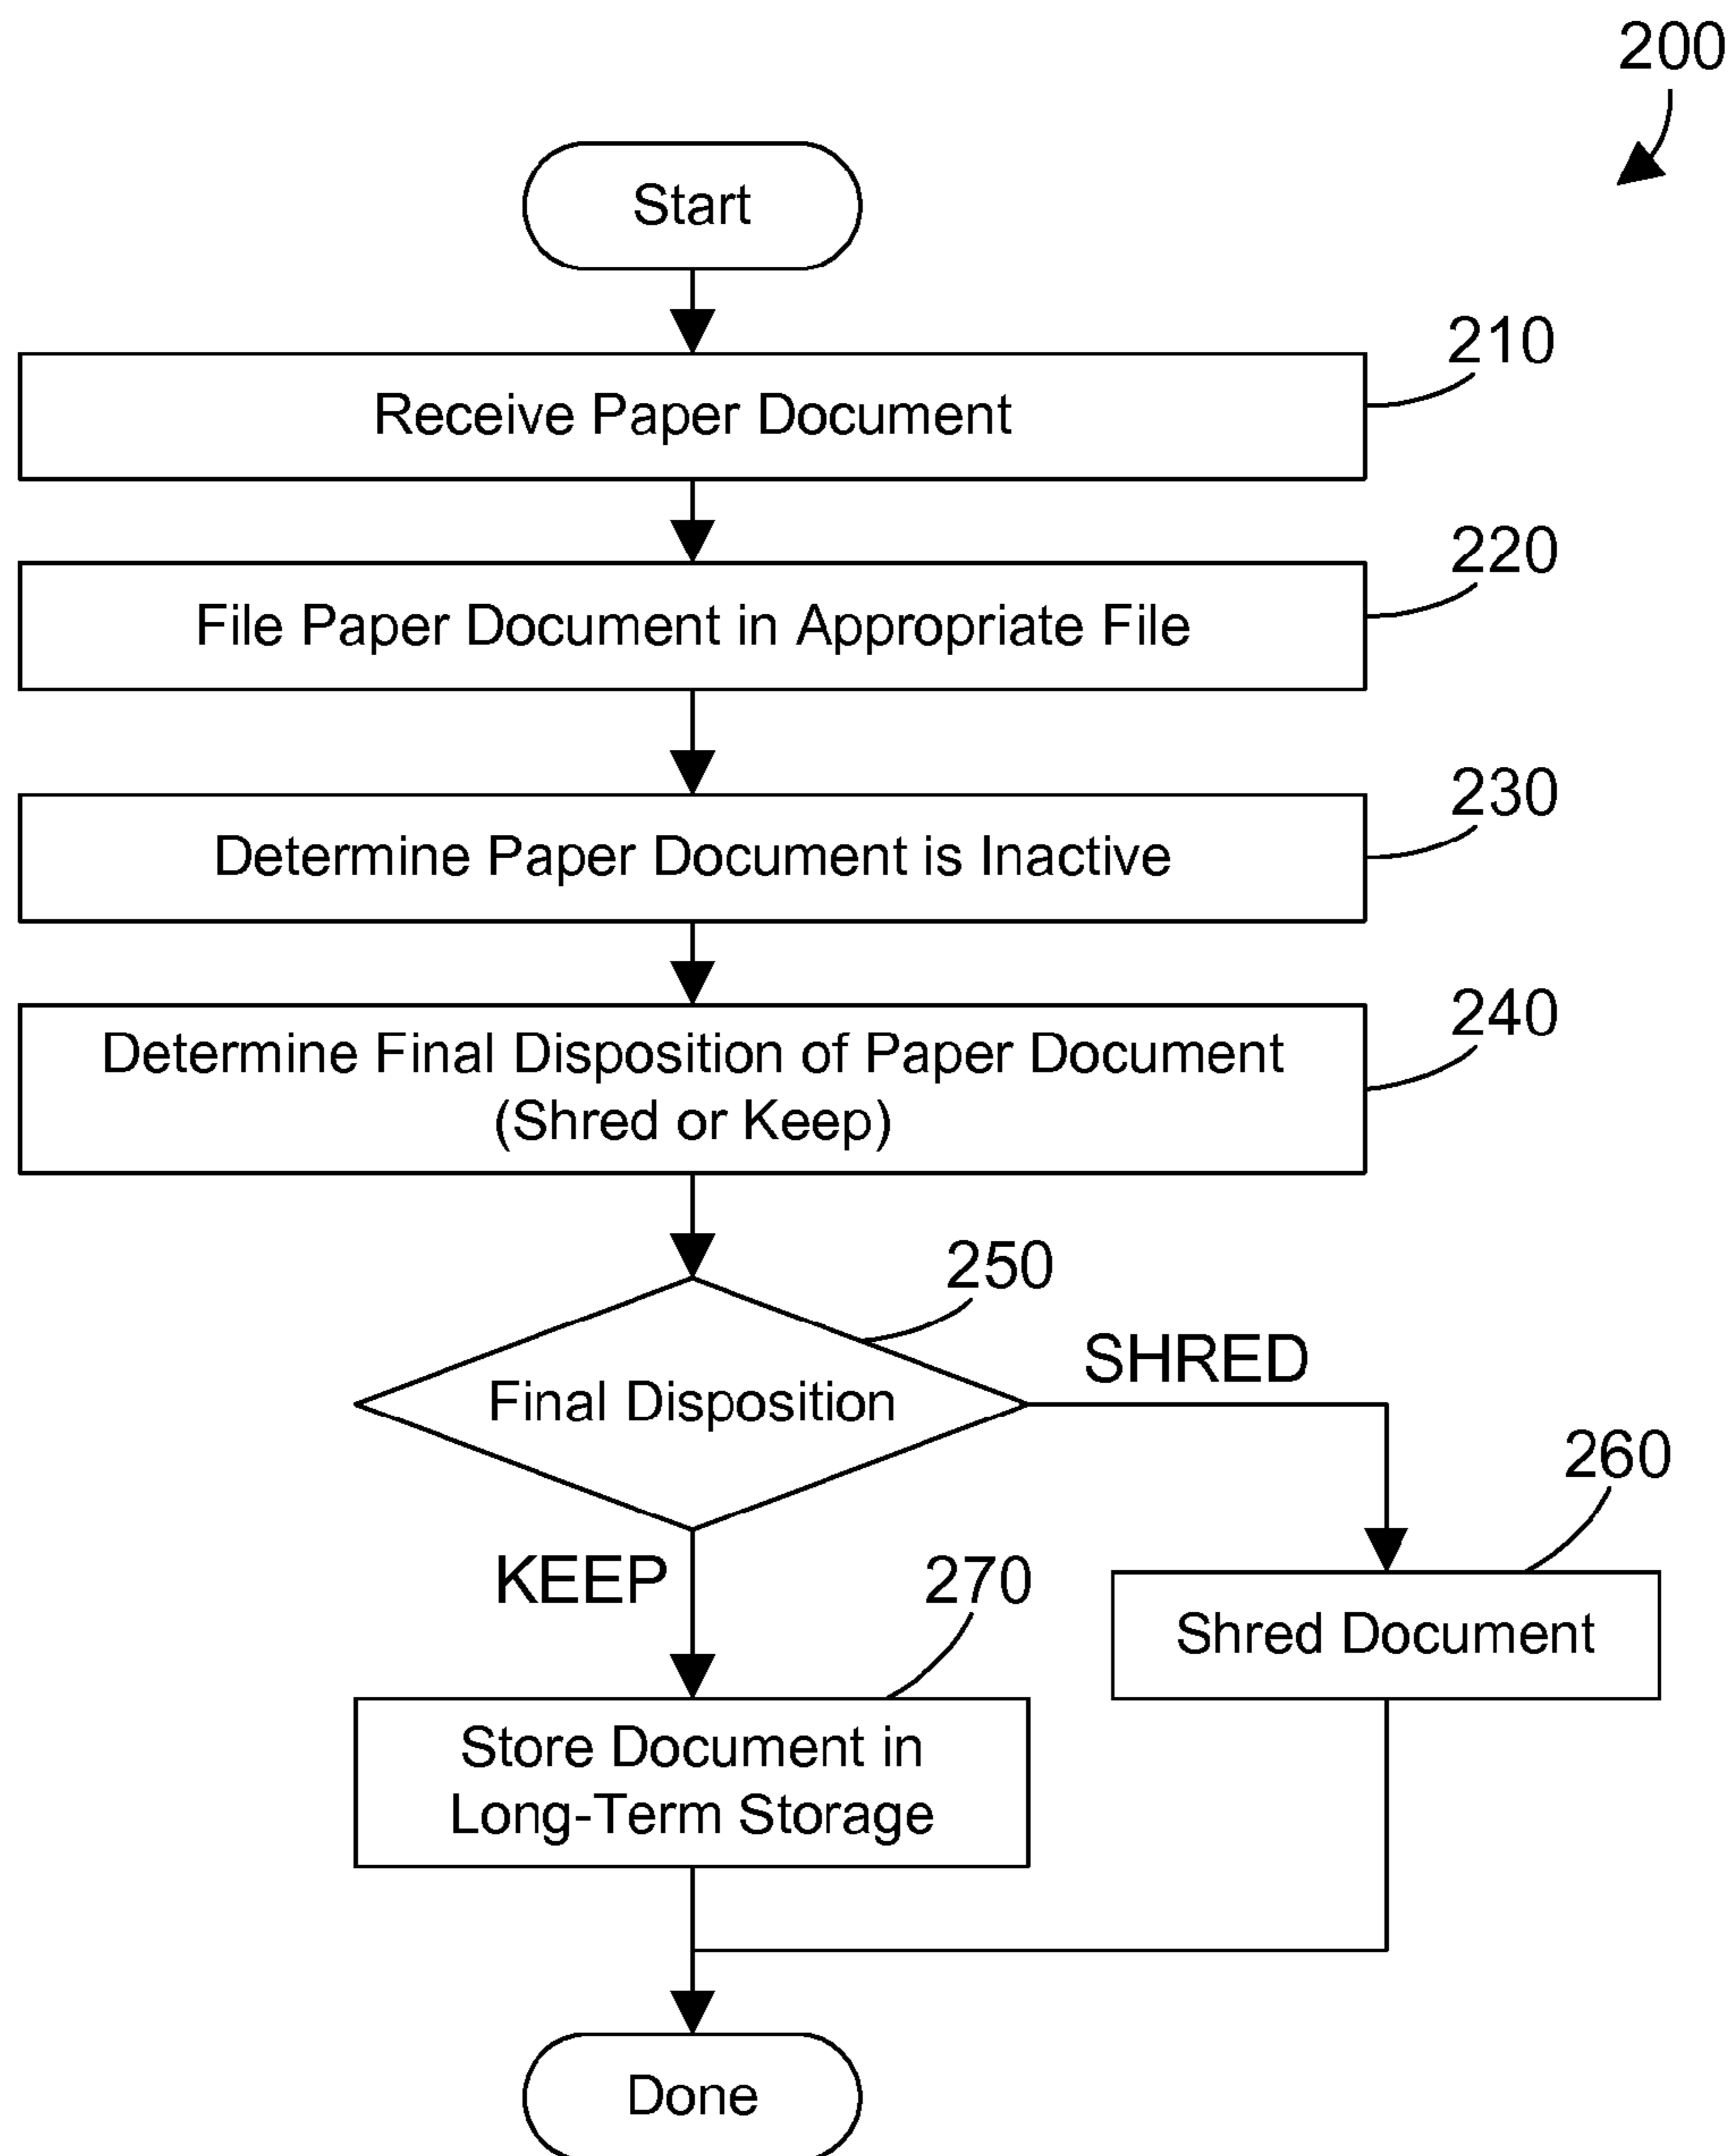 200
Start
210
Receive Paper Document
220
File Paper Document in Appropriate File
230
Determine Paper Document is Inactive
240
Determine Final Disposition of Paper Document
(Shred or Keep)
250
Final Disposition
SHRED
260
Shred Document
KEEP
270
Store Document in
Long-Term Storage
Done